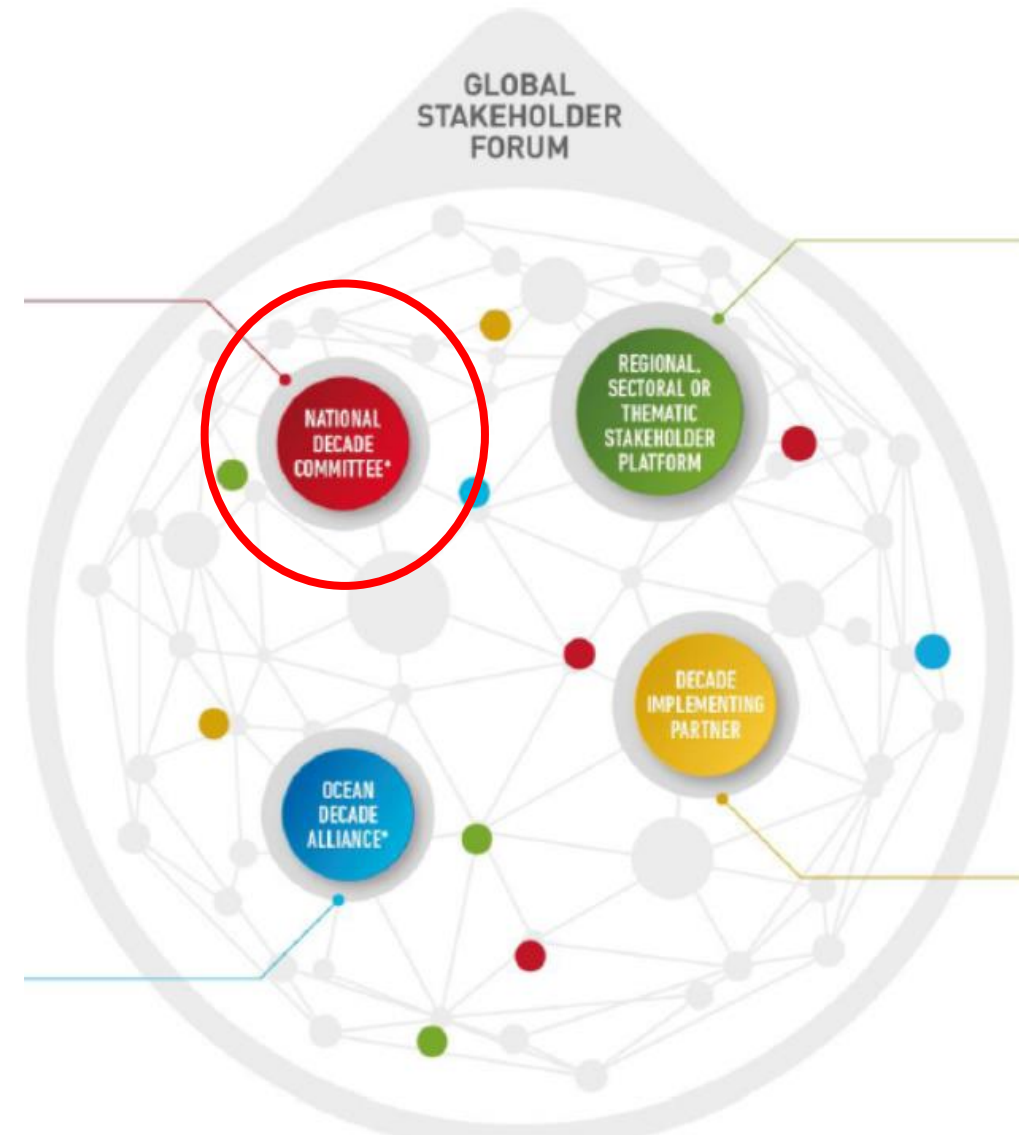 GLOBAL
STAKEHOLDER
FORUM
NATIONAL
DECADE
COMMITTEE*
REGIONAL,
SECTORAL OR
THEMATIC
STAKEHOLDER
PLATFORM
DECADE
IMPLEMENTING
PARTNER
OCEAN
DECADE
ALLIANCE*